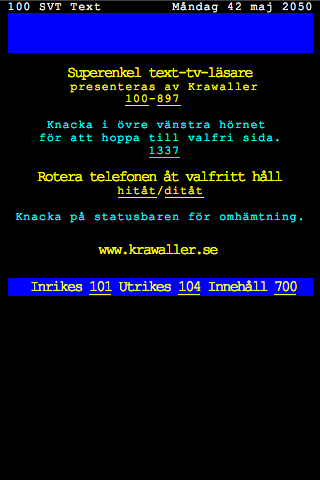 100 SVT Text Måndag 42 maj 2050
Superenkel text-tv-läsare
presenteras av Krawaller
100-897
Knacka i övre vänstra hörnet
för att hoppa till valfri sida.
1337
Rotera telefonen åt valfritt håll
hitåt/ditåt
Knacka på statusbaren för omhämtning.
www.krawaller.se
Inrikes 101 Utrikes 104 Innehåll 700